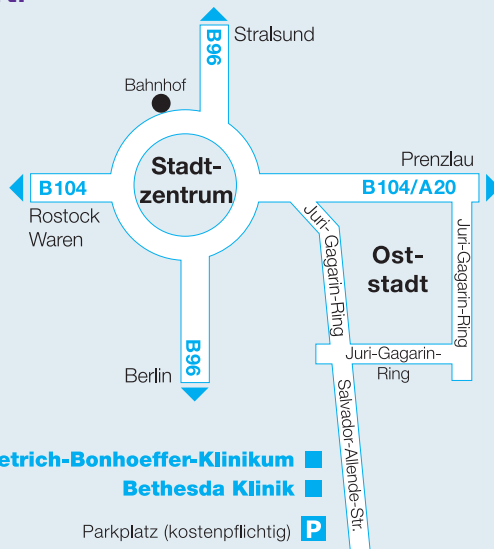 B96
Stralsund
Bahnhof
Stadt-
zentrum
Prenzlau
B104
B104/A20
Rostock
Waren
Juri- Gagarin-Ring
Juri-Gagarin-Ring
Ost-
stadt
Juri-Gagarin-
Ring
B96
Berlin
Salvador-Allende-Str.
etrich-Bonhoeffer-Klinikum
Bethesda Klinik
Parkplatz (kostenpflichtig) P